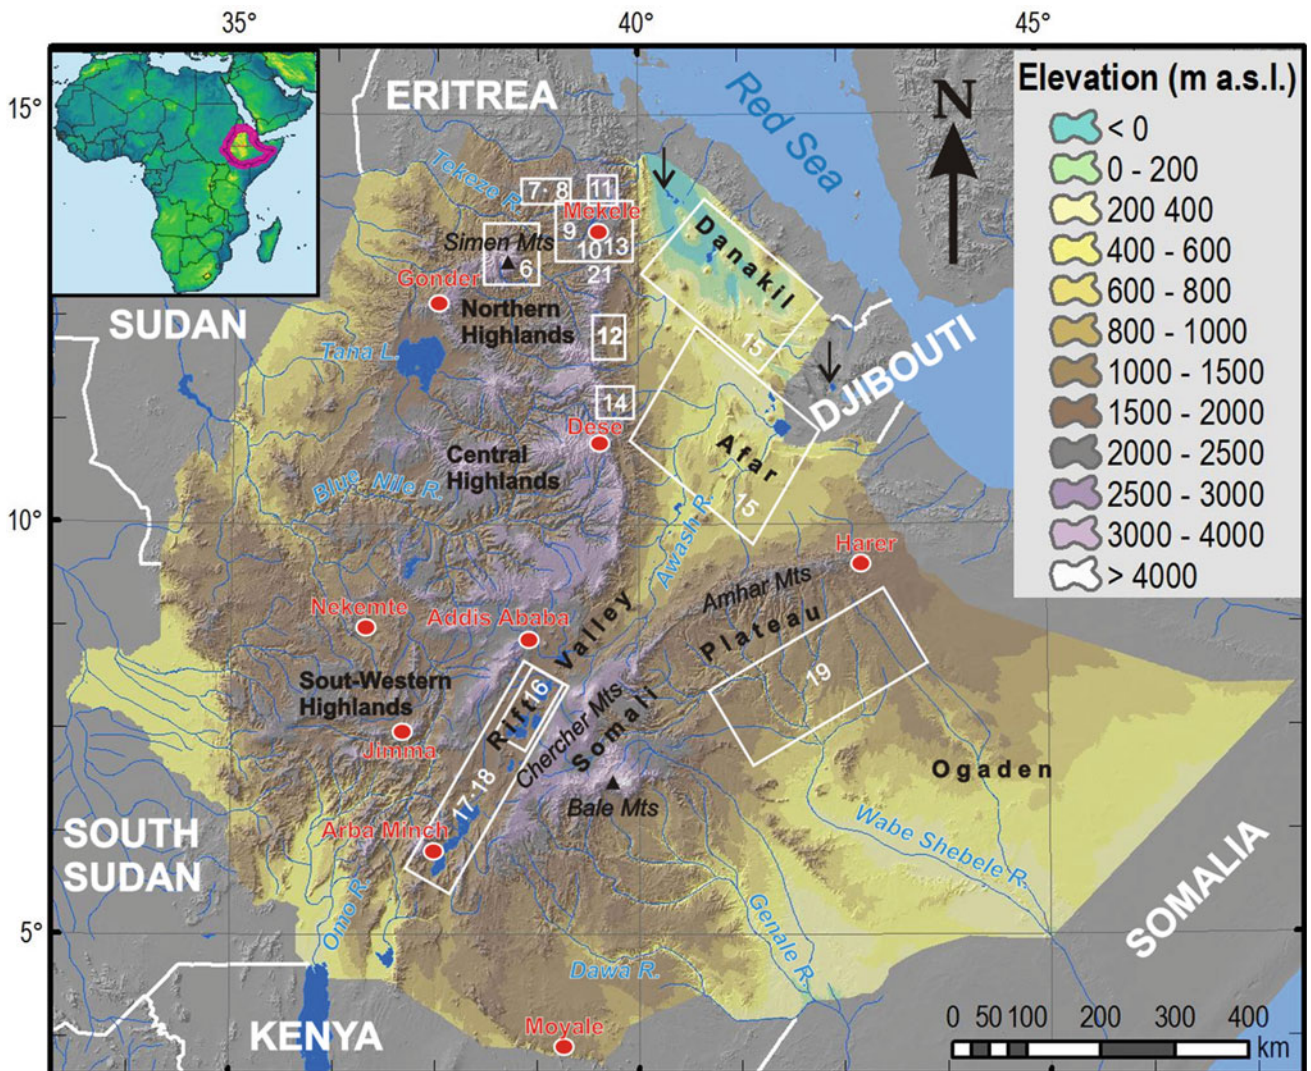 35°
40°
45°
15°
10°
5°
ERITREA
Red Sea
N
Elevation (m a.s.l.)
< 0
0 - 200
200 400
400 - 600
600 - 800
800 - 1000
1000 - 1500
1500 - 2000
2000 - 2500
2500 - 3000
3000 - 4000
> 4000
Tekeze R.
7· 8
11
Mekele
9
10
13
21
Simen Mts
6
Gonder
Northern
Highlands
12
Danakil
15
SUDAN
Tana L.
DJIBOUTI
14
Dese
Afar
15
Central
Highlands
Blue Nile R.
Awash R.
Harer
Amhar Mts
Nekemte
Addis Ababa
Rift Valley
Somali Plateau
19
16
Sout-Western
Highlands
Jimma
Chercher Mts
17·18
Bale Mts
Ogaden
Arba Minch
SOUTH
SUDAN
Omo R.
Wabe Shebele R.
Genale R.
SOMALIA
Dawa R.
Moyale
KENYA
0 50 100 200 300 400
km